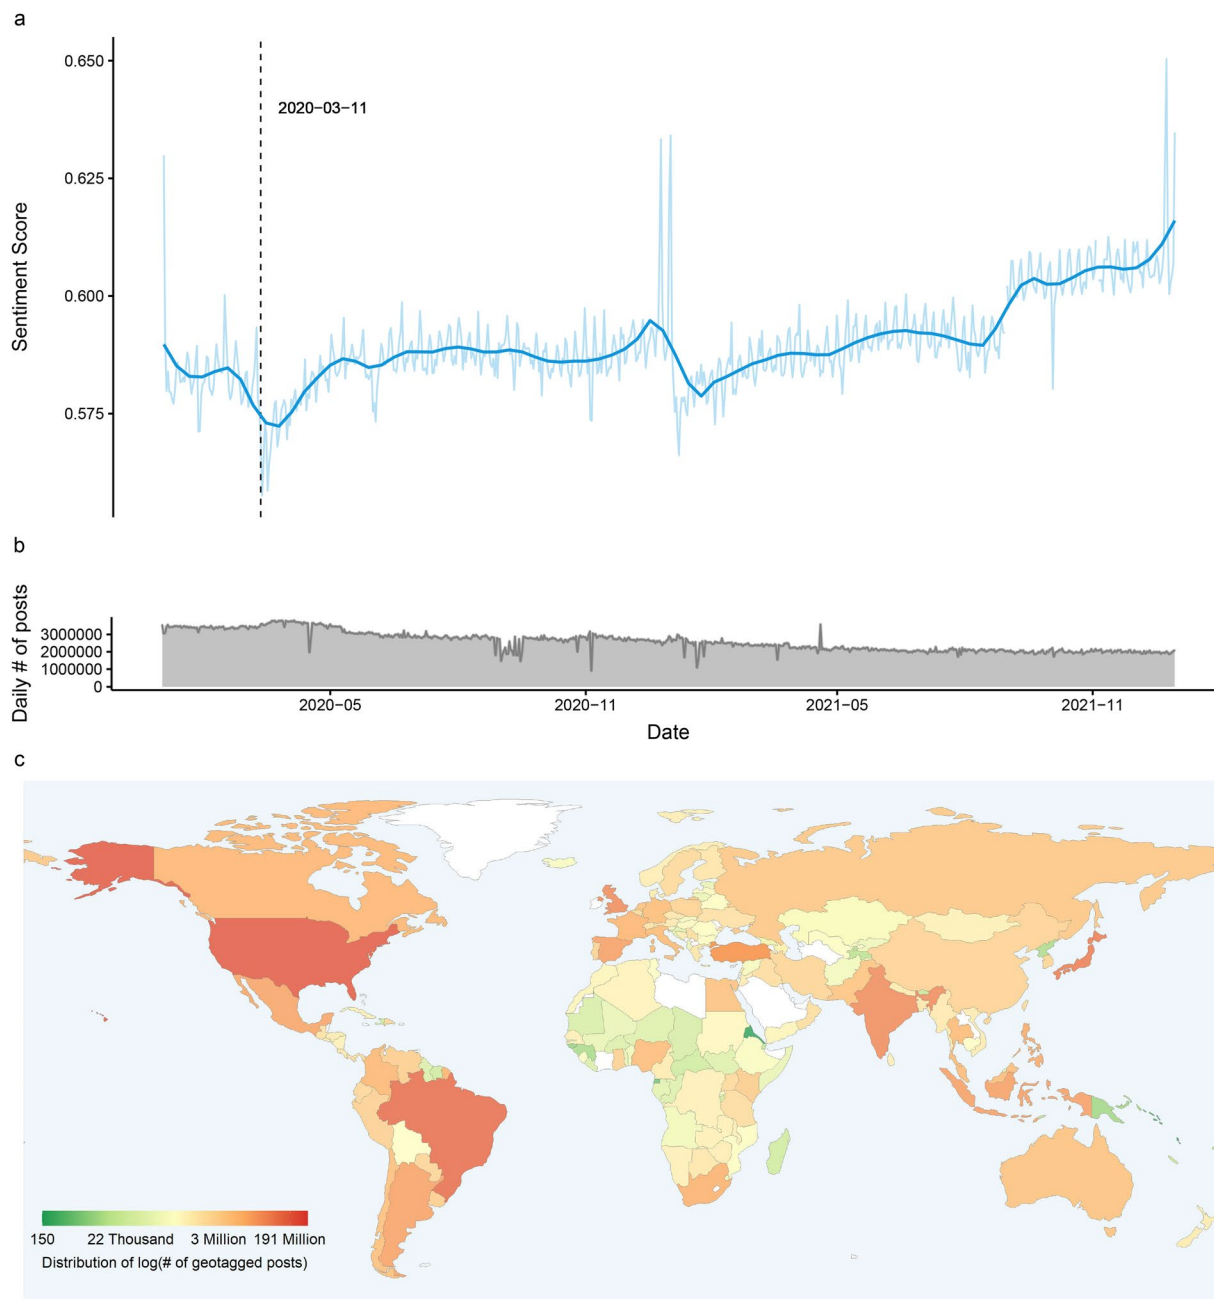 a
0.650
2020−03−11
0.625
Sentiment Score
0.600
0.575
b
Daily # of posts
3000000
2000000
1000000
0
2020−05 2020−11 2021−05 2021−11
Date
c
150 22 Thousand 3 Million 191 Million
Distribution of log(# of geotagged posts)